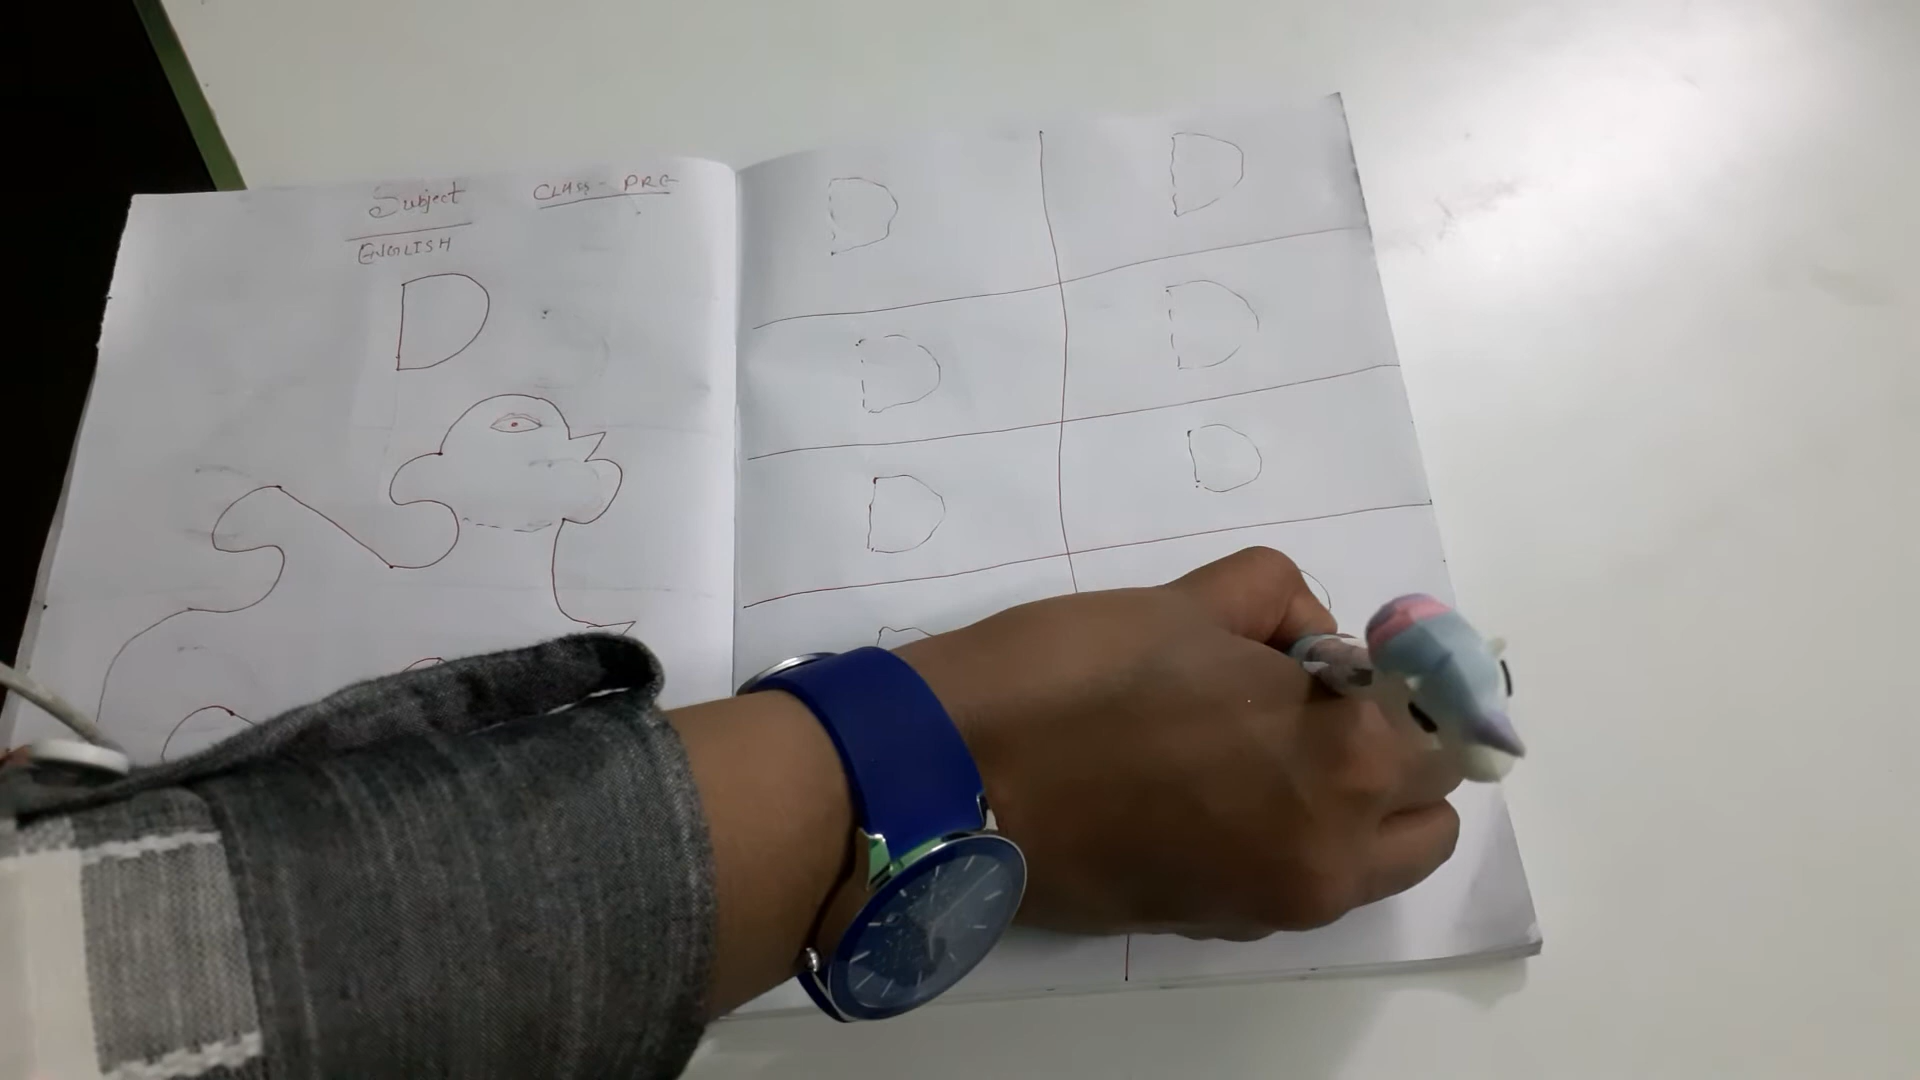 Subject
CLASS - PRE
ENGLISH
D
D D
D D
D D